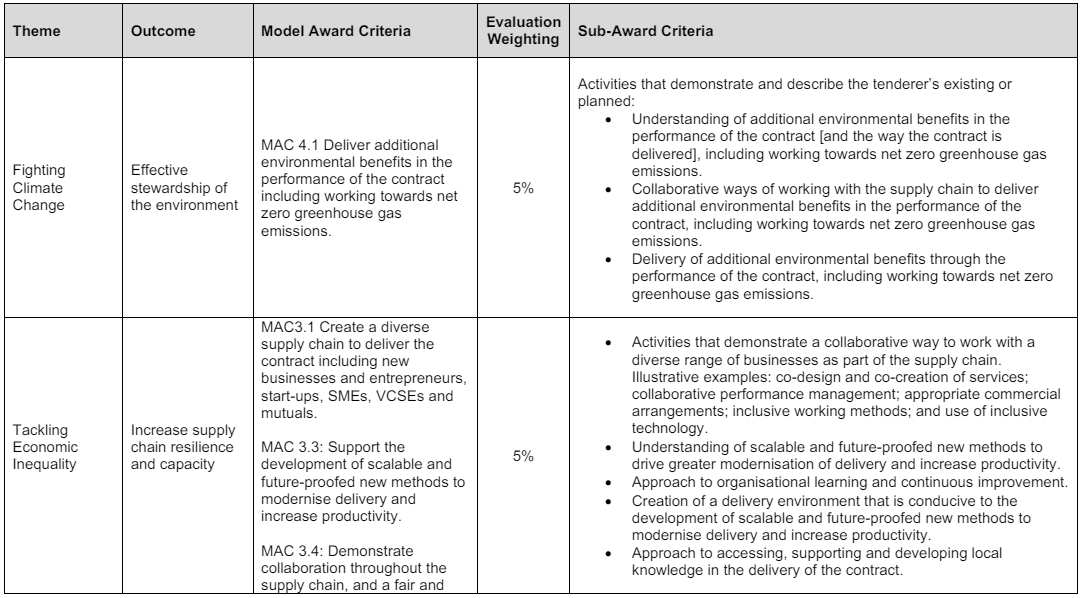 Theme
Outcome
Model Award Criteria
Evaluation
Weighting
Sub-Award Criteria
Fighting
Climate
Change
Effective
stewardship of
the environment
MAC 4.1 Deliver additional
environmental benefits in the
performance of the contract
including working towards net
zero greenhouse gas
emissions.
5%
Activities that demonstrate and describe the tenderer's existing or
planned:
• Understanding of additional environmental benefits in the
performance of the contract [and the way the contract is
delivered], including working towards net zero greenhouse gas
emissions.
• Collaborative ways of working with the supply chain to deliver
additional environmental benefits in the performance of the
contract, including working towards net zero greenhouse gas
emissions.
• Delivery of additional environmental benefits through the
performance of the contract, including working towards net zero
greenhouse gas emissions.
Tackling
Economic
Inequality
Increase supply
chain resilience
and capacity
MAC3.1 Create a diverse
supply chain to deliver the
contract including new
businesses and entrepreneurs,
start-ups, SMEs, VCSEs and
mutuals.
MAC 3.3: Support the
development of scalable and
future-proofed new methods to
modernise delivery and
increase productivity.
MAC 3.4: Demonstrate
collaboration throughout the
supply chain, and a fair and
5%
• Activities that demonstrate a collaborative way to work with a
diverse range of businesses as part of the supply chain.
Illustrative examples: co-design and co-creation of services;
collaborative performance management; appropriate commercial
arrangements; inclusive working methods; and use of inclusive
technology.
• Understanding of scalable and future-proofed new methods to
drive greater modernisation of delivery and increase productivity.
• Approach to organisational learning and continuous improvement.
• Creation of a delivery environment that is conducive to the
development of scalable and future-proofed new methods to
modernise delivery and increase productivity.
• Approach to accessing, supporting and developing local
knowledge in the delivery of the contract.